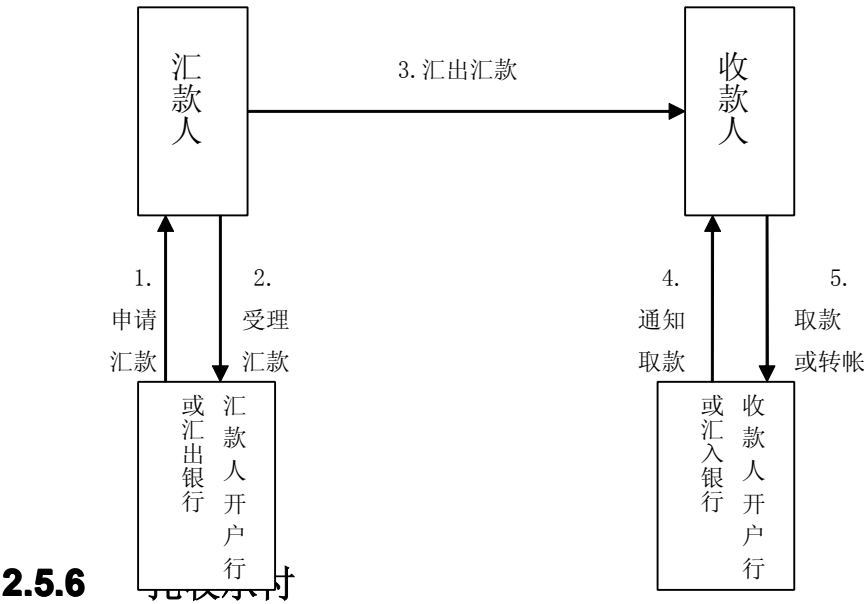 汇款人
3.汇出汇款
收款人
1.
申请
汇款
2.
受理
汇款
4.
通知
取款
5.
取款
或转帐
汇款人开户行
或汇出银行
收款人开户行
或汇入银行
2.5.6